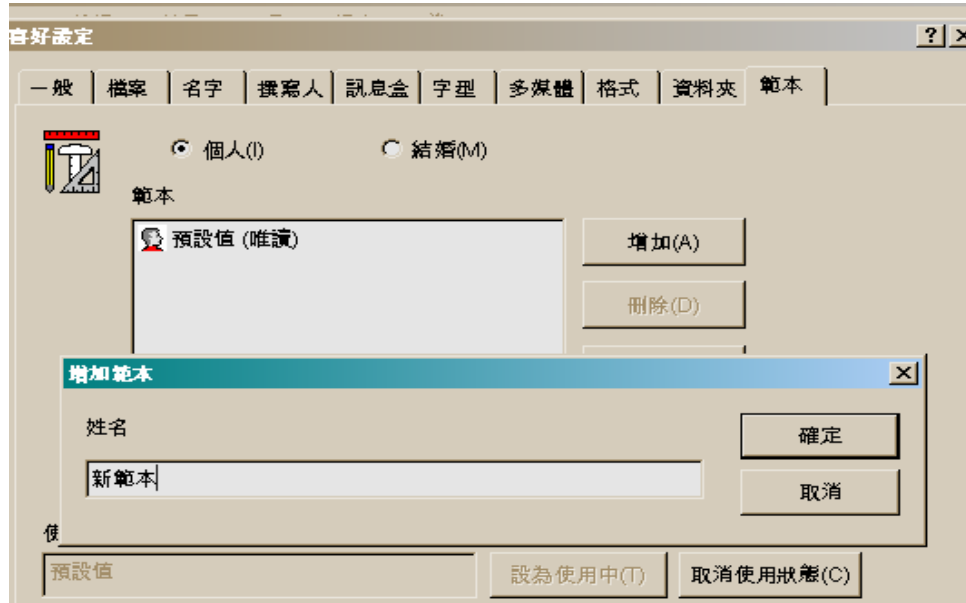 喜好設定
一般 檔案 名字 撰寫人 訊息盒 字型 多媒體 格式 資料夾 範本
個人(I) 結婚(M)
範本
預設值 (唯讀)
增加(A)
刪除(D)
增加範本
姓名
確定
新範本
取消
使
預設值 設為使用中(T) 取消使用狀態(C)